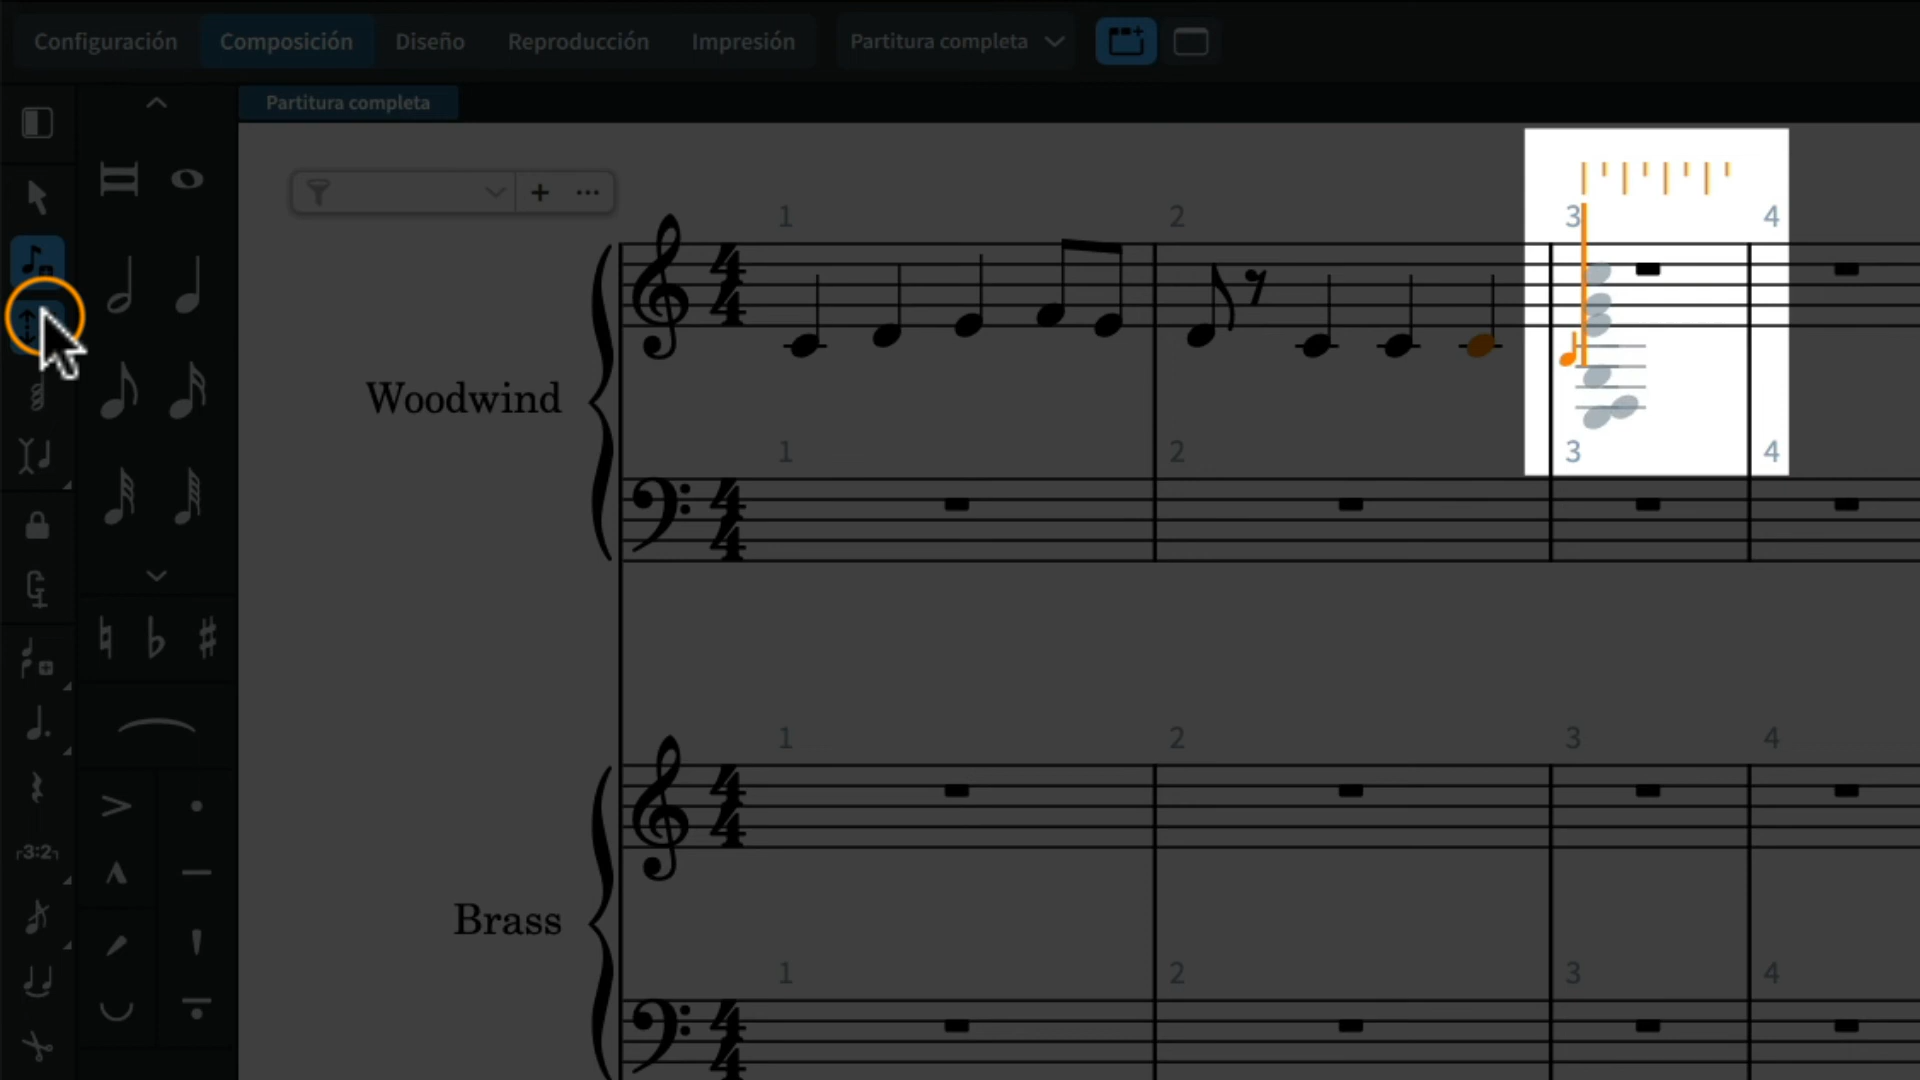 Configuración Composición Diseño Reproducción Impresión Partitura completa
Partitura completa
1 2 3 4
Woodwind
1 2 3 4
3:2
1 2 3 4
Brass
1 2 3 4